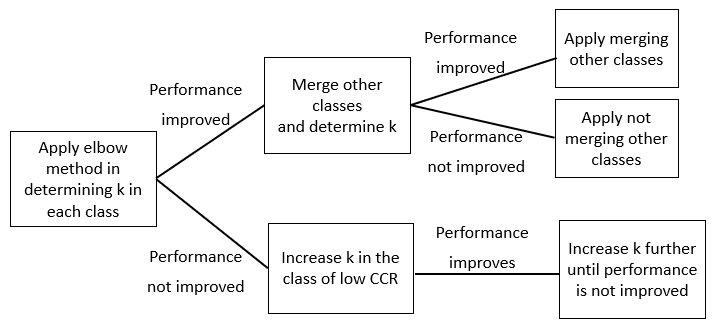 Apply elbow
method in
determining k in
each class
Performance
improved
Merge other
classes
and determine k
Performance
improved
Apply merging
other classes
Performance
not improved
Apply not
merging other
classes
Performance
not improved
Increase k in the
class of low CCR
Performance
improves
Increase k further
until performance
is not improved